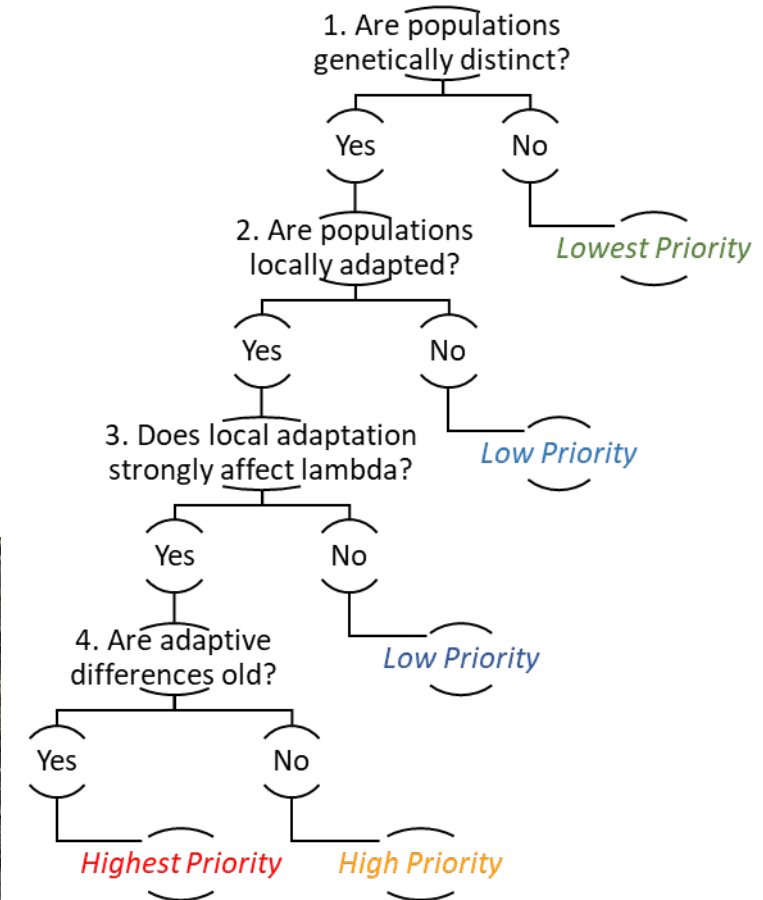 1. Are populations
genetically distinct?
Yes
No
Lowest Priority
2. Are populations
locally adapted?
Yes
No
Low Priority
3. Does local adaptation
strongly affect lambda?
Yes
No
Low Priority
4. Are adaptive
differences old?
Yes
No
Highest Priority
High Priority